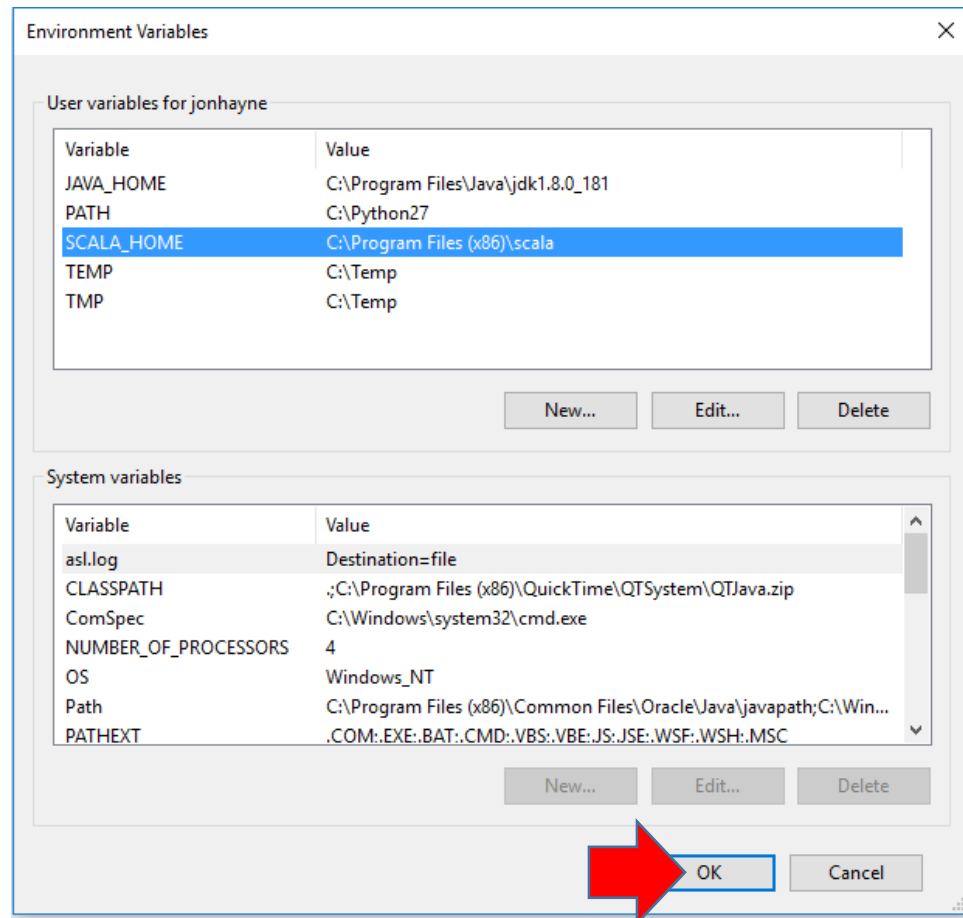 Environment Variables
User variables for jonhayne
Variable Value
JAVA_HOME C:\Program Files\Java\jdk1.8.0_181
PATH C:\Python27
SCALA_HOME C:\Program Files (x86)\scala
TEMP C:\Temp
TMP C:\Temp
New... Edit... Delete
System variables
Variable Value
asl.log Destination=file
CLASSPATH .;C:\Program Files (x86)\QuickTime\QTSystem\QTJava.zip
ComSpec C:\Windows\system32\cmd.exe
NUMBER_OF_PROCESSORS 4
OS Windows_NT
Path C:\Program Files (x86)\Common Files\Oracle\Java\javapath;C:\Win...
PATHEXT .COM;.EXE;.BAT;.CMD;.VBS;.VBE;.JS;.JSE;.WSF;.WSH;.MSC
New... Edit... Delete
OK Cancel